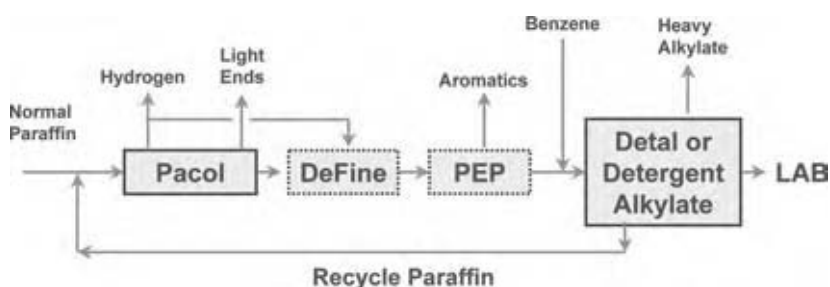 Benzene
Heavy
Alkylate
Light
Ends
Hydrogen
Aromatics
Normal
Paraffin
Pacol
DeFine
PEP
Detal or
Detergent
Alkylate
LAB
Recycle Paraffin